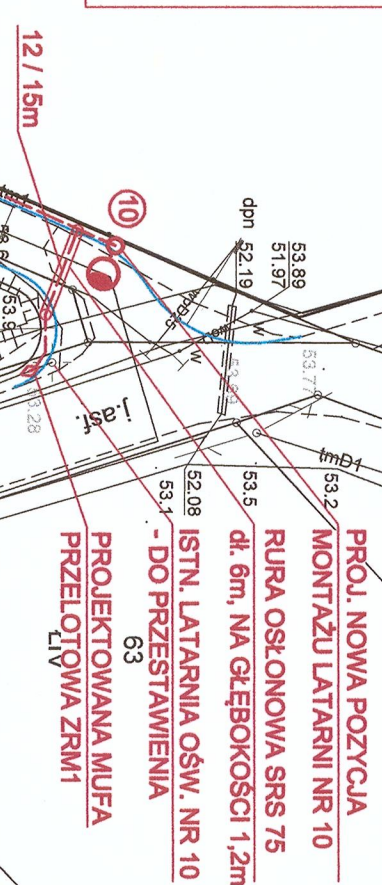 PROJ. NOWA POZYCJA
MONTAŻU LATARNI NR 10
RURA OSŁONOWA SRS 75
dł. 6m, NA GŁĘBOKOŚCI 1,2m
ISTN. LATARNIA OŚW. NR 10
- DO PRZESTAWIENIA
63
PROJEKTOWANA MUFA
PRZELOTOWA ZRM1
ŁIV
12 / 15m
10
dpn
53.89
51.97
52.19
53.77
tmD1
53.2
53.5
52.08
53.1
j.asf.
w
w